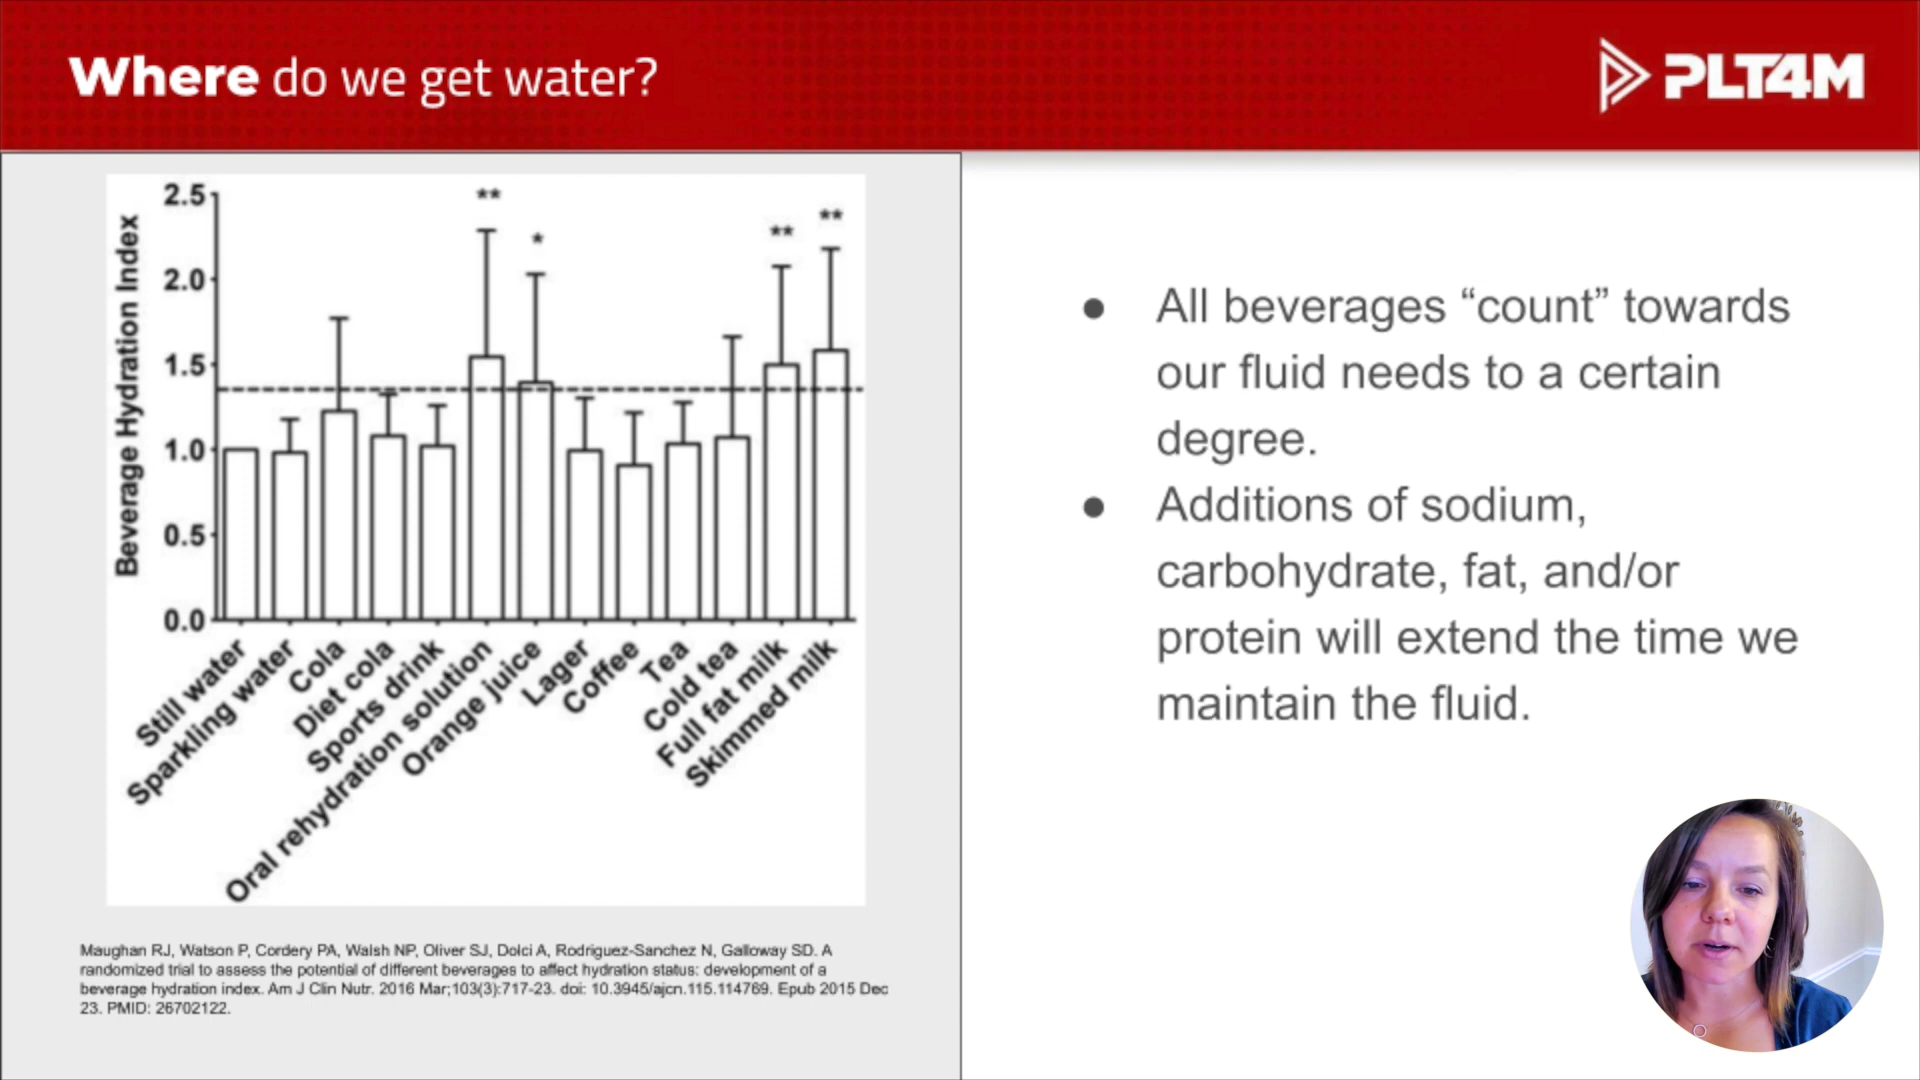 Where do we get water?
PLT4M
Beverage Hydration Index
2.5
2.0
1.5
1.0
0.5
0.0
**
*
**
**
Still water
Sparkling water
Cola
Diet cola
Sports drink
Oral rehydration solution
Orange juice
Lager
Coffee
Tea
Cold tea
Full fat milk
Skimmed milk
Maughan RJ, Watson P, Cordery PA, Walsh NP, Oliver SJ, Dolci A, Rodriguez-Sanchez N, Galloway SD. A
randomized trial to assess the potential of different beverages to affect hydration status: development of a
beverage hydration index. Am J Clin Nutr. 2016 Mar;103(3):717-23. doi: 10.3945/ajcn.115.114769. Epub 2015 Dec
23. PMID: 26702122.
● All beverages “count” towards
our fluid needs to a certain
degree.
● Additions of sodium,
carbohydrate, fat, and/or
protein will extend the time we
maintain the fluid.